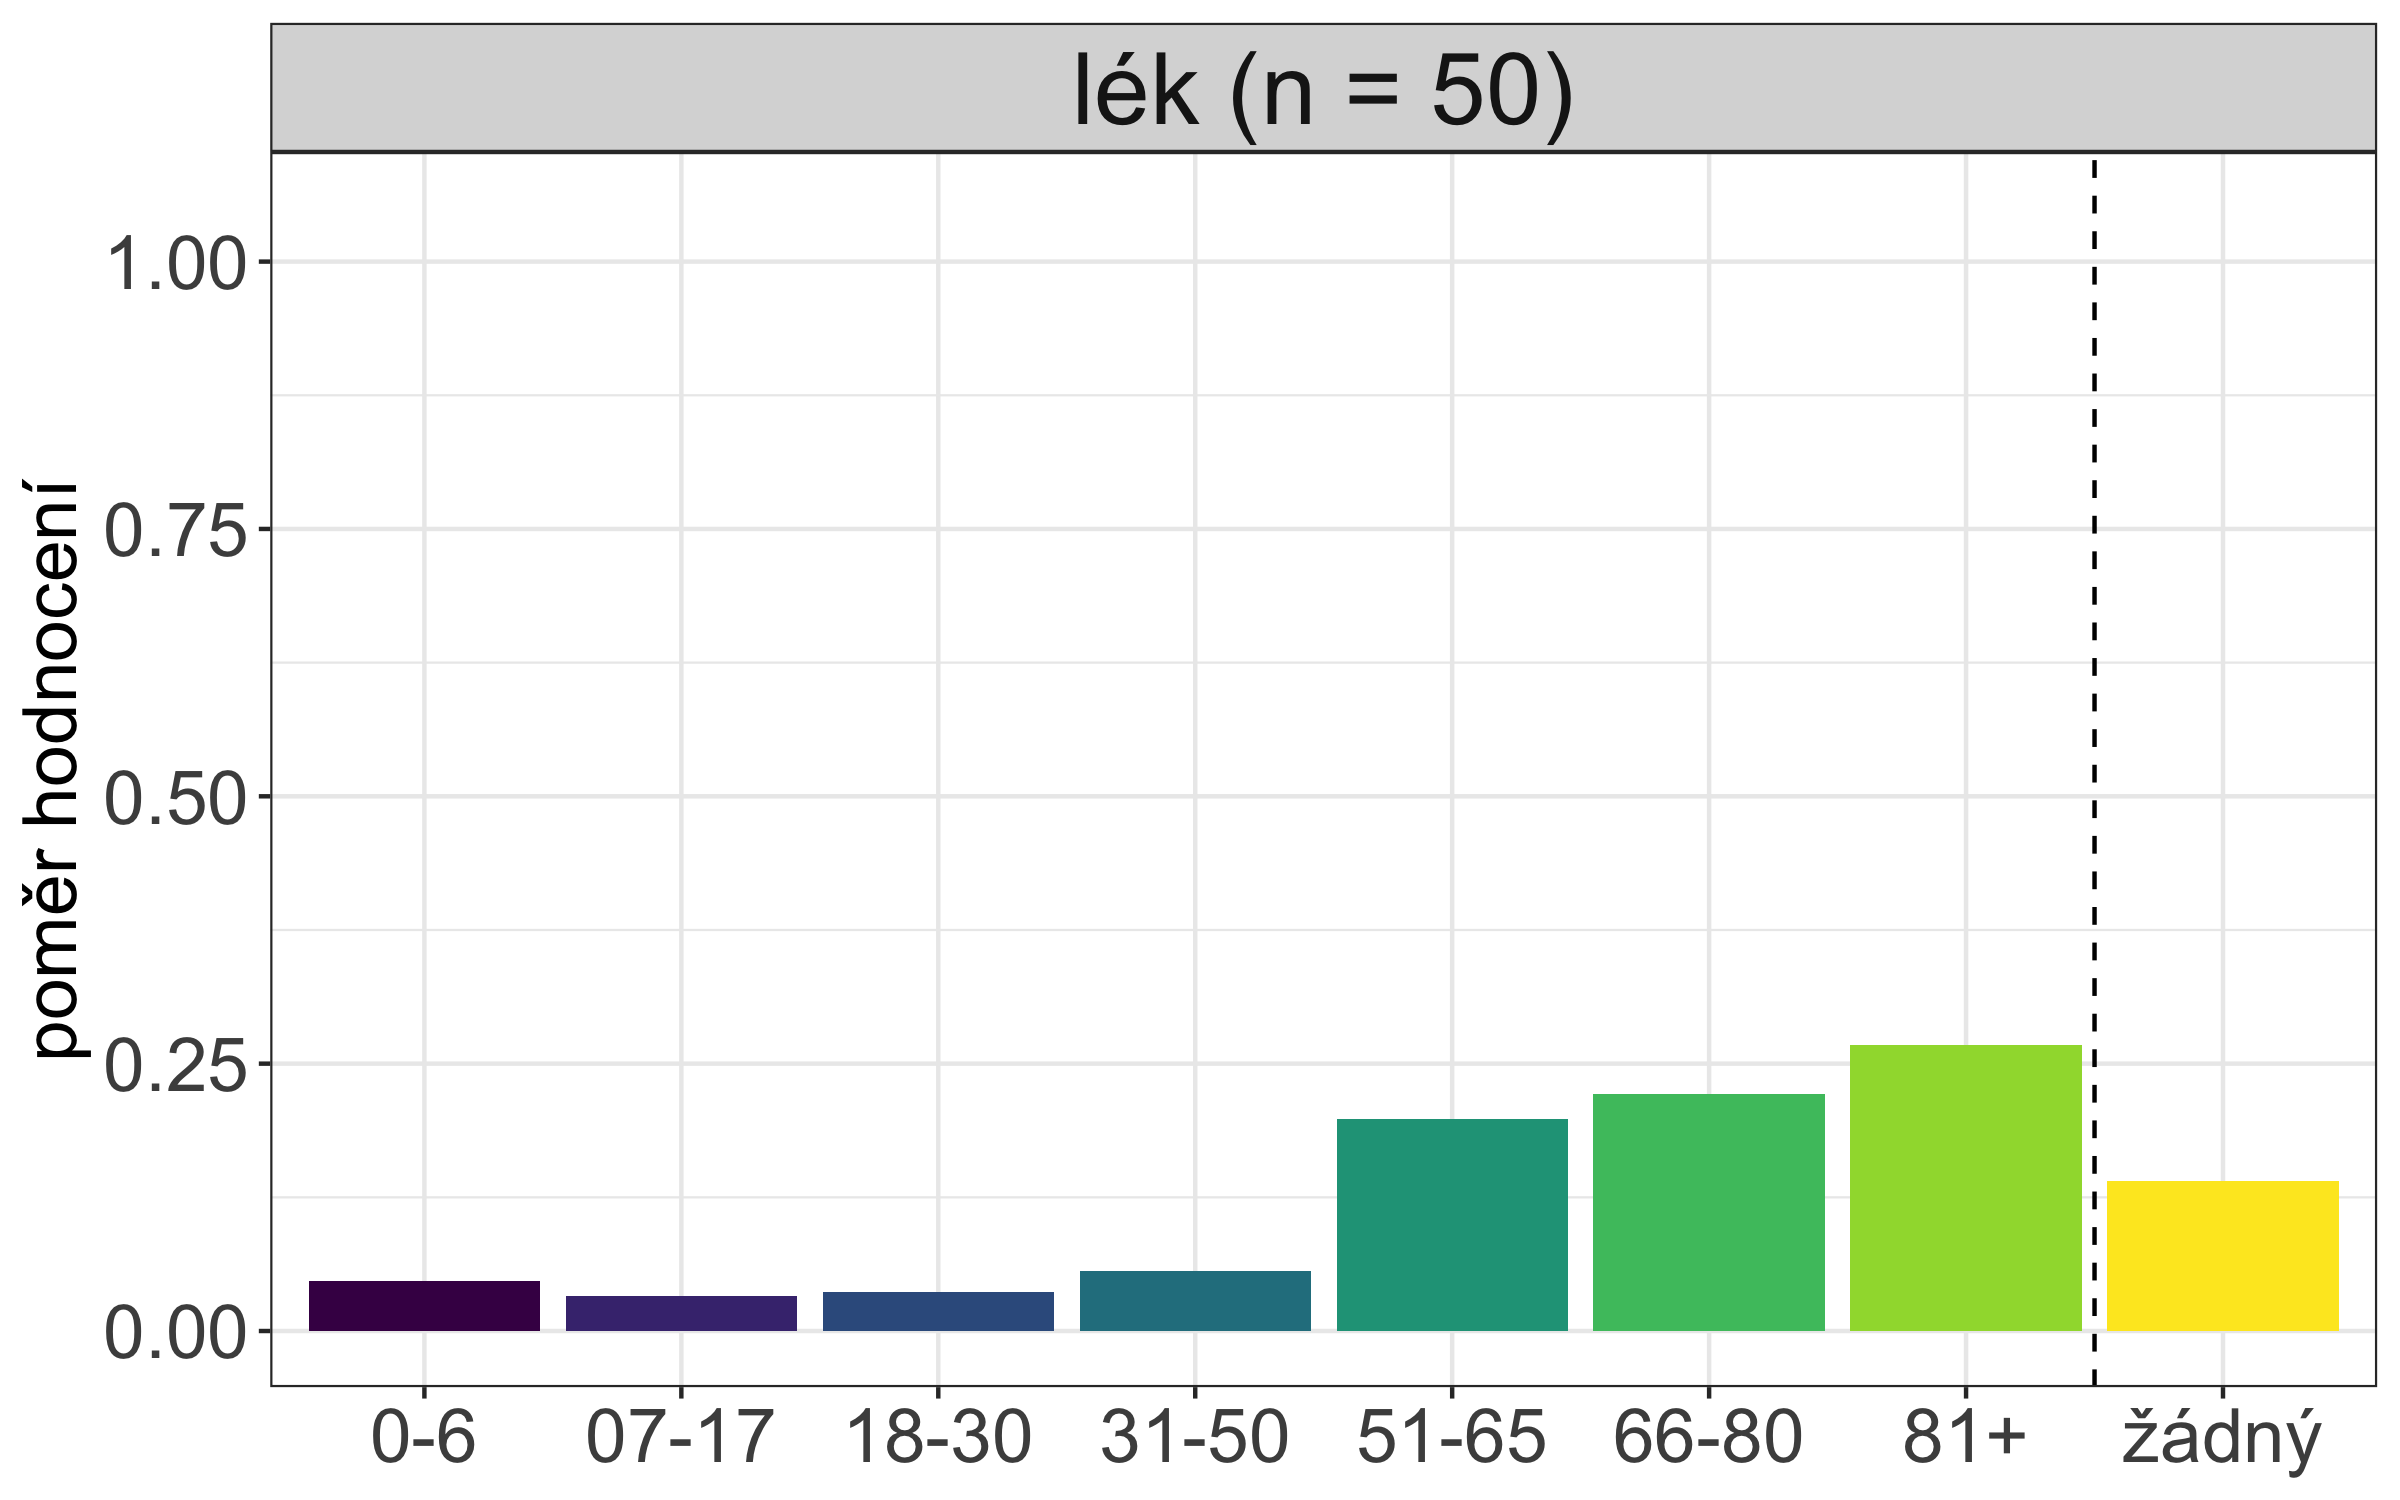 lék (n = 50)
poměr hodnocení
1.00
0.75
0.50
0.25
0.00
0-6 07-17 18-30 31-50 51-65 66-80 81+ žádný